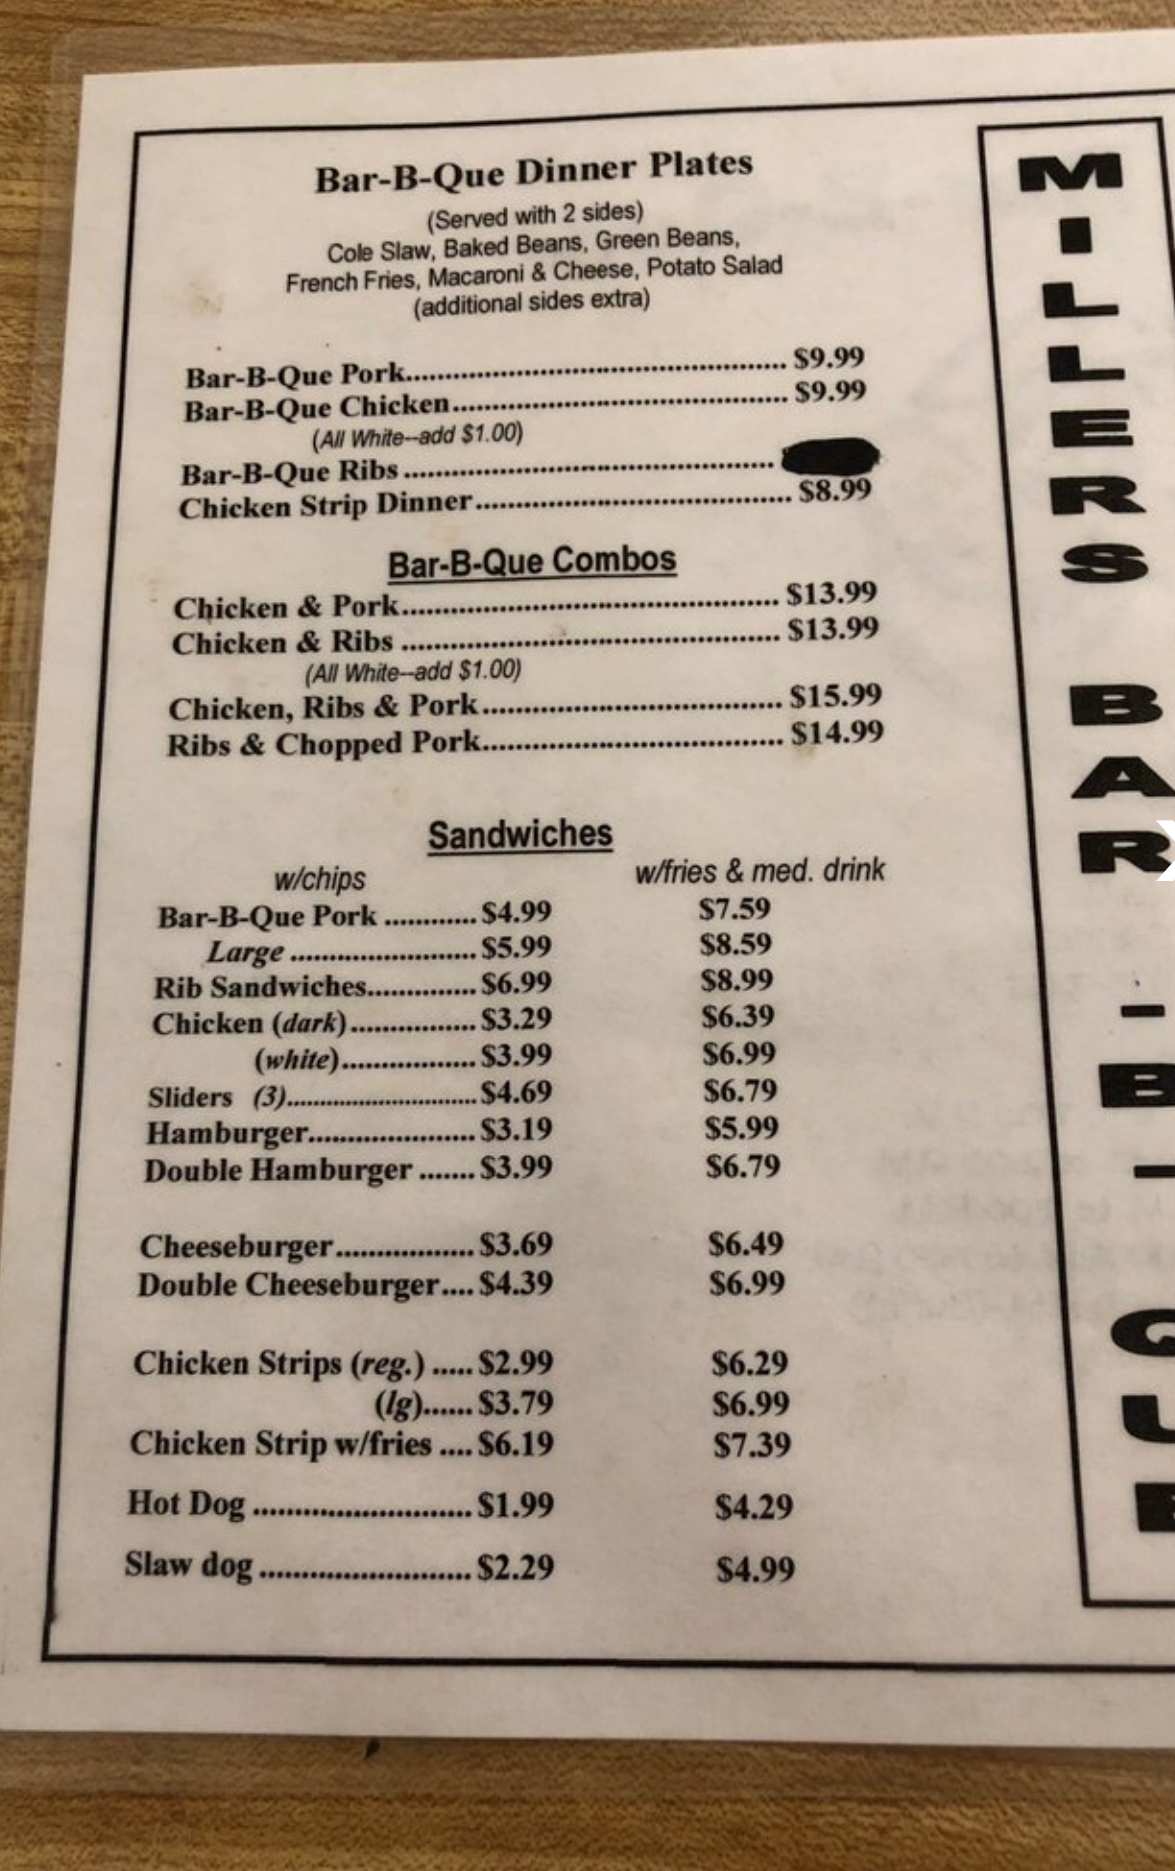 Bar-B-Que Dinner Plates
(Served with 2 sides)
Cole Slaw, Baked Beans, Green Beans,
French Fries, Macaroni & Cheese, Potato Salad
(additional sides extra)
Bar-B-Que Pork........ $9.99
Bar-B-Que Chicken........ $9.99
(All White--add $1.00)
Bar-B-Que Ribs ........
Chicken Strip Dinner........ $8.99
Bar-B-Que Combos
Chicken & Pork........ $13.99
Chicken & Ribs ........ $13.99
(All White--add $1.00)
Chicken, Ribs & Pork........ $15.99
Ribs & Chopped Pork........ $14.99
Sandwiches
w/chips w/fries & med. drink
Bar-B-Que Pork ........ $4.99 $7.59
Large ........ $5.99 $8.59
Rib Sandwiches........ $6.99 $8.99
Chicken (dark)........ $3.29 $6.39
(white)........ $3.99 $6.99
Sliders (3)........ $4.69 $6.79
Hamburger........ $3.19 $5.99
Double Hamburger ....... $3.99 $6.79
Cheeseburger........ $3.69 $6.49
Double Cheeseburger.... $4.39 $6.99
Chicken Strips (reg.) ..... $2.99 $6.29
(lg)...... $3.79 $6.99
Chicken Strip w/fries .... $6.19 $7.39
Hot Dog ........ $1.99 $4.29
Slaw dog ........ $2.29 $4.99
MILLERS BAR-B-QUE